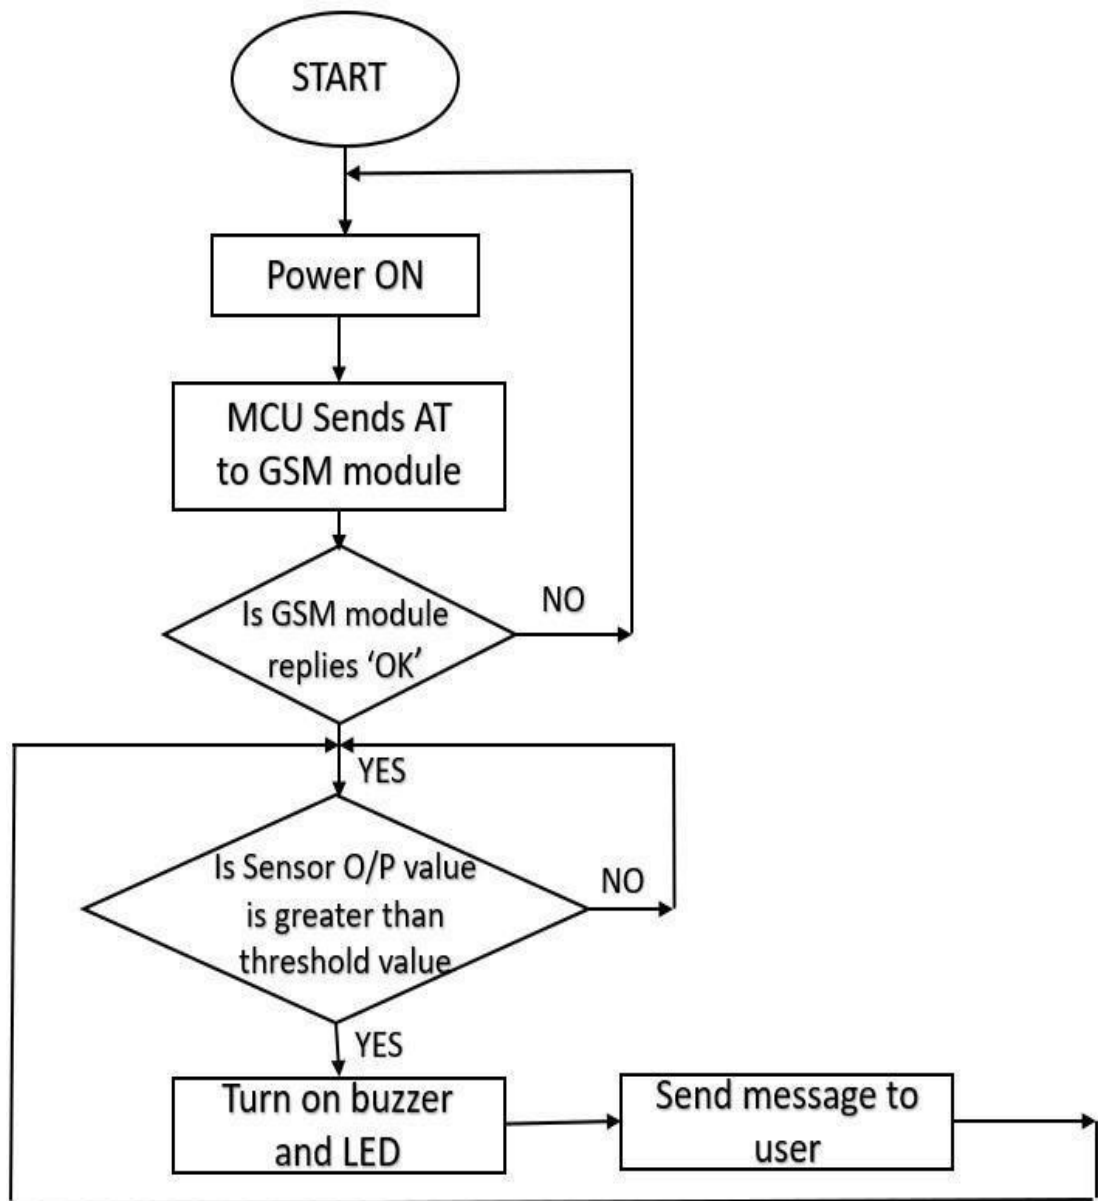 START
Power ON
MCU Sends AT
to GSM module
Is GSM module
replies ‘OK’
NO
YES
Is Sensor O/P value
is greater than
threshold value
NO
YES
Turn on buzzer
and LED
Send message to
user